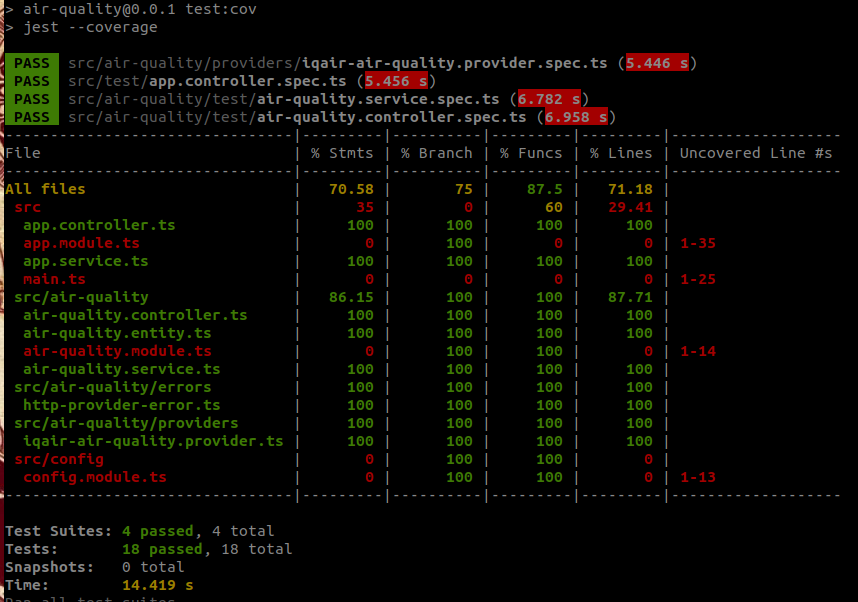 > air-quality@0.0.1 test:cov
> jest --coverage
PASS src/air-quality/providers/iqair-air-quality.provider.spec.ts (5.446 s)
PASS src/test/app.controller.spec.ts (5.456 s)
PASS src/air-quality/test/air-quality.service.spec.ts (6.782 s)
PASS src/air-quality/test/air-quality.controller.spec.ts (6.958 s)
--------------------------------|---------|----------|---------|---------|-------------------
File                            | % Stmts | % Branch | % Funcs | % Lines | Uncovered Line #s
--------------------------------|---------|----------|---------|---------|-------------------
All files                       |   70.58 |       75 |    87.5 |   71.18 |
 src                            |      35 |        0 |      60 |   29.41 |
  app.controller.ts             |     100 |      100 |     100 |     100 |
  app.module.ts                 |       0 |      100 |       0 |       0 | 1-35
  app.service.ts                |     100 |      100 |     100 |     100 |
  main.ts                       |       0 |        0 |       0 |       0 | 1-25
 src/air-quality                |   86.15 |      100 |     100 |   87.71 |
  air-quality.controller.ts     |     100 |      100 |     100 |     100 |
  air-quality.entity.ts         |     100 |      100 |     100 |     100 |
  air-quality.module.ts         |       0 |      100 |     100 |       0 | 1-14
  air-quality.service.ts        |     100 |      100 |     100 |     100 |
 src/air-quality/errors         |     100 |      100 |     100 |     100 |
  http-provider-error.ts        |     100 |      100 |     100 |     100 |
 src/air-quality/providers      |     100 |      100 |     100 |     100 |
  iqair-air-quality.provider.ts |     100 |      100 |     100 |     100 |
 src/config                     |       0 |      100 |     100 |       0 |
  config.module.ts              |       0 |      100 |     100 |       0 | 1-13
--------------------------------|---------|----------|---------|---------|-------------------
Test Suites: 4 passed, 4 total
Tests:       18 passed, 18 total
Snapshots:   0 total
Time:        14.419 s
Ran all test suites